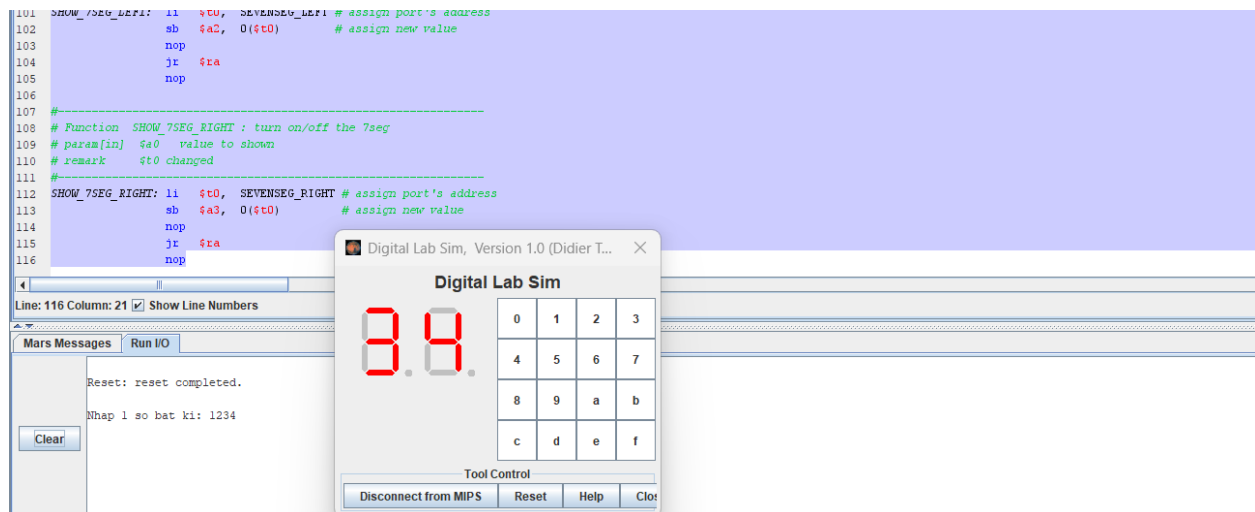 101 SHOW_7SEG_LEFT: li $t0, SEVENSEG_LEFT # assign port's address
102 sb $a2, 0($t0) # assign new value
103 nop
104 jr $ra
105 nop
106
107 #-----------------------------------------------------------
108 # Function SHOW_7SEG_RIGHT : turn on/off the 7seg
109 # param[in] $a0 value to shown
110 # remark $t0 changed
111 #-----------------------------------------------------------
112 SHOW_7SEG_RIGHT: li $t0, SEVENSEG_RIGHT # assign port's address
113 sb $a3, 0($t0) # assign new value
114 nop
115 jr $ra
116 nop
Line: 116 Column: 21 Show Line Numbers
Mars Messages Run I/O
Reset: reset completed.
Nhap 1 so bat ki: 1234
Clear
Digital Lab Sim, Version 1.0 (Didier T...
Digital Lab Sim
34
0 1 2 3
4 5 6 7
8 9 a b
c d e f
Tool Control
Disconnect from MIPS Reset Help Clos